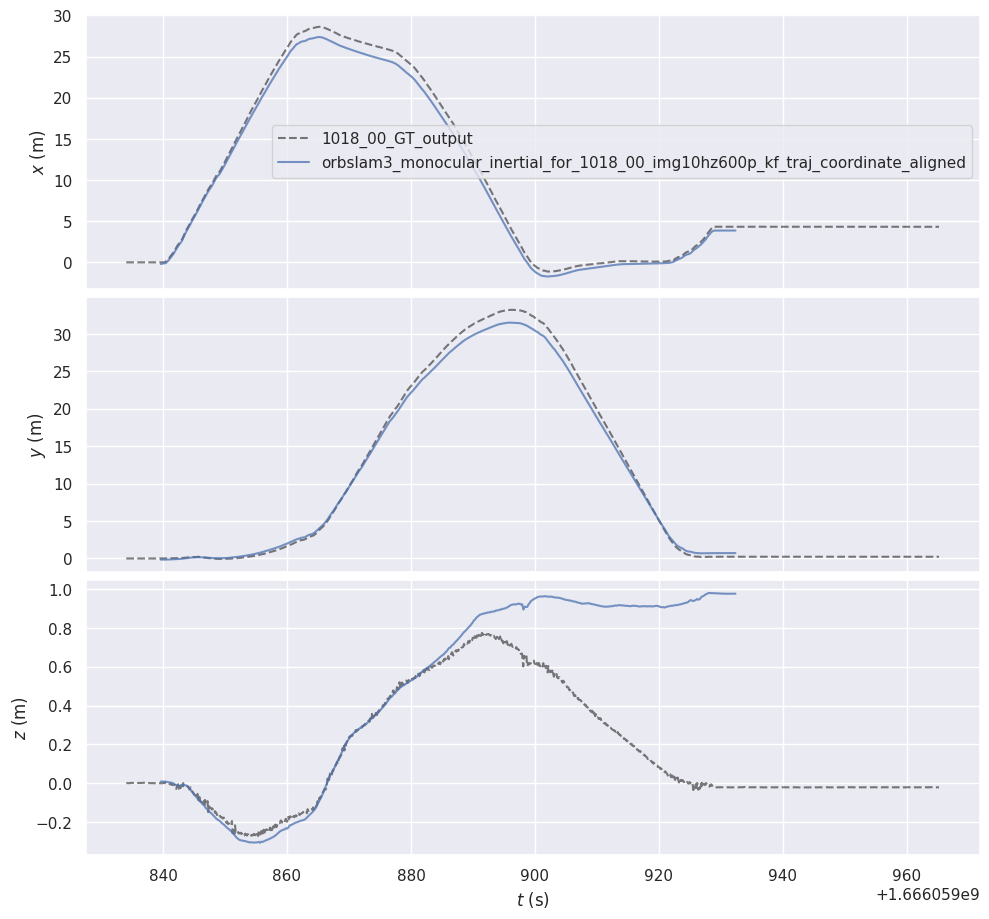 30
25
20
15
10
5
0
x (m)
1018_00_GT_output
orbslam3_monocular_inertial_for_1018_00_img10hz600p_kf_traj_coordinate_aligned
30
25
20
15
10
5
0
y (m)
1.0
0.8
0.6
0.4
0.2
0.0
−0.2
z (m)
840 860 880 900 920 940 960
t (s)
+1.666059e9